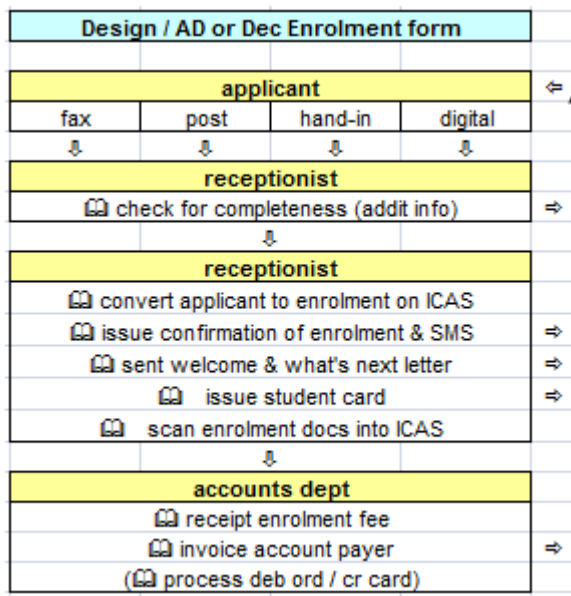 Design / AD or Dec Enrolment form
applicant
fax post hand-in digital
receptionist
check for completeness (addit info)
receptionist
convert applicant to enrolment on ICAS
issue confirmation of enrolment & SMS
sent welcome & what's next letter
issue student card
scan enrolment docs into ICAS
accounts dept
receipt enrolment fee
invoice account payer
(process deb ord / cr card)